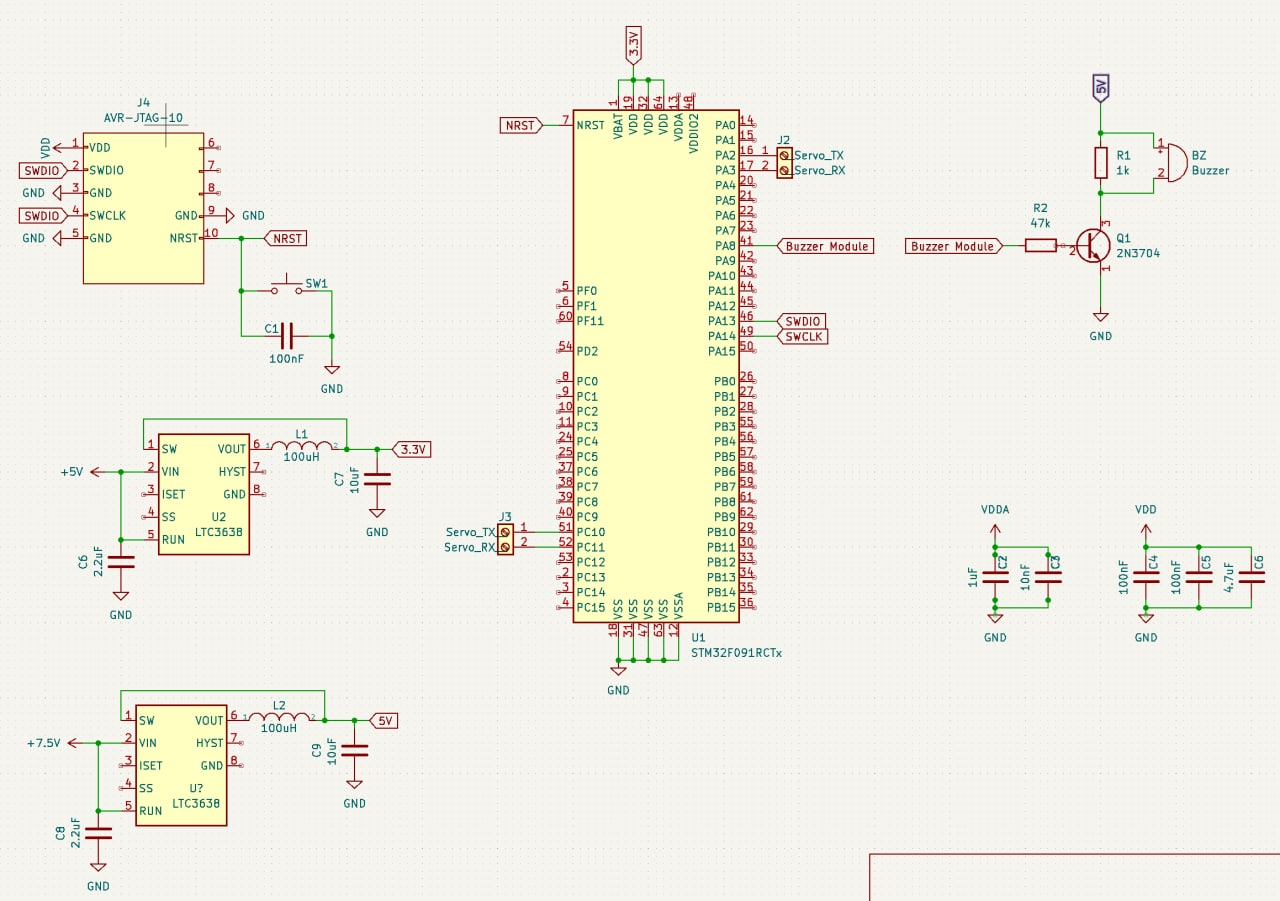 J4
AVR-JTAG-10
VDD
1 VDD
6
SWDIO
2 SWDIO
7
GND
3 GND
8
SWDIO
4 SWCLK
GND 9
GND
GND
5 GND
NRST 10
NRST
SW1
C1
100nF
GND
+5V
1 SW
2 VIN
3 ISET
4 SS
5 RUN
VOUT 6
HYST 7
GND 8
U2
LTC3638
L1
1 2
100uH
3.3V
C7
10uF
GND
C6
2.2uF
GND
+7.5V
1 SW
2 VIN
3 ISET
4 SS
5 RUN
VOUT 6
HYST 7
GND 8
U?
LTC3638
L2
1 2
100uH
5V
C9
10uF
GND
C8
2.2uF
GND
3.3V
1 19 32 64 13 48
VBAT VDD VDD VDD VDDA VDDIO2
NRST
7 NRST
5 PF0
6 PF1
60 PF11
54 PD2
8 PC0
9 PC1
10 PC2
11 PC3
24 PC4
25 PC5
37 PC6
38 PC7
39 PC8
40 PC9
51 PC10
52 PC11
53 PC12
2 PC13
3 PC14
4 PC15
J3
Servo_TX 1
Servo_RX 2
PA0 14
PA1 15
PA2 16
PA3 17
PA4 20
PA5 21
PA6 22
PA7 23
PA8 41
PA9 42
PA10 43
PA11 44
PA12 45
PA13 46
PA14 49
PA15 50
PB0 26
PB1 27
PB2 28
PB3 55
PB4 56
PB5 57
PB6 58
PB7 59
PB8 61
PB9 62
PB10 29
PB11 30
PB12 33
PB13 34
PB14 35
PB15 36
VSS VSS VSS VSS VSSA
18 31 47 63 12
GND
U1
STM32F091RCTx
J2
1 Servo_TX
2 Servo_RX
Buzzer Module
SWDIO
SWCLK
5V
R1
1k
1
+
2
BZ
Buzzer
R2
47k
Buzzer Module
2
3
1
Q1
2N3704
GND
VDDA
1uF
C2
10nF
C3
GND
VDD
100nF
C4
100nF
C5
4.7uF
C6
GND